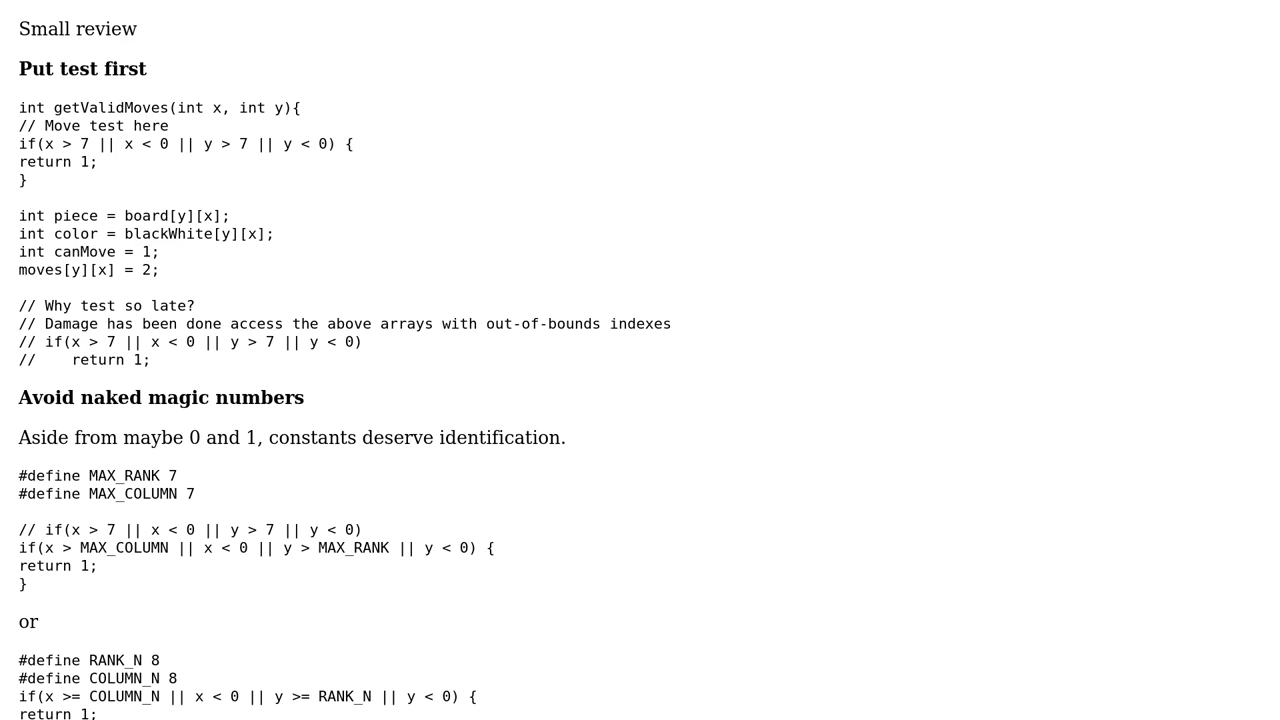 Small review
Put test first
int getValidMoves(int x, int y){
// Move test here
if(x > 7 || x < 0 || y > 7 || y < 0) {
return 1;
}
int piece = board[y][x];
int color = blackWhite[y][x];
int canMove = 1;
moves[y][x] = 2;
// Why test so late?
// Damage has been done access the above arrays with out-of-bounds indexes
// if(x > 7 || x < 0 || y > 7 || y < 0)
//    return 1;
Avoid naked magic numbers
Aside from maybe 0 and 1, constants deserve identification.
#define MAX_RANK 7
#define MAX_COLUMN 7
// if(x > 7 || x < 0 || y > 7 || y < 0)
if(x > MAX_COLUMN || x < 0 || y > MAX_RANK || y < 0) {
return 1;
}
or
#define RANK_N 8
#define COLUMN_N 8
if(x >= COLUMN_N || x < 0 || y >= RANK_N || y < 0) {
return 1;